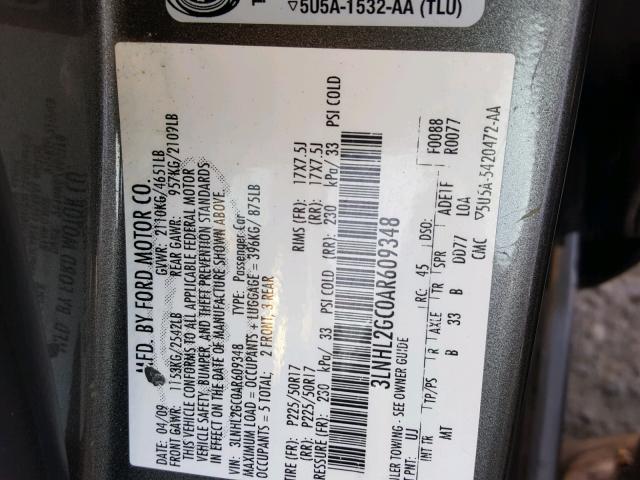 5U5A-1532-AA (TLU)
MFD. BY FORD MOTOR CO.
DATE: 04/09 GVWR: 2110KG/4651LB
FRONT GAWR: 1153KG/2542LB REAR GAWR: 957KG/2109LB
THIS VEHICLE CONFORMS TO ALL APPLICABLE FEDERAL MOTOR
VEHICLE SAFETY, BUMPER, AND THEFT PREVENTION STANDARDS
IN EFFECT ON THE DATE OF MANUFACTURE SHOWN ABOVE.
VIN: 3LNHL2GC0AR609348 TYPE: Passenger Car
MAXIMUM LOAD = OCCUPANTS + LUGGAGE = 396KG/ 875LB
OCCUPANTS = 5 TOTAL; 2 FRONT, 3 REAR
TIRE (FR): P225/50R17 RIMS (FR): 17X7.5J
(RR): P225/50R17 (RR): 17X7.5J
PRESSURE (FR): 230 kPa/ 33 PSI COLD (RR): 230 kPa/ 33 PSI COLD
3LNHL2GC0AR609348
TRAILER TOWING - SEE OWNER GUIDE
PNT: UJ RC: 45 DSO: F0088
INT TR TP/PS R AXLE TR SPR ADE1F R0077
MT B 33 B DD77 LOA
CMC 5U5A-5420472-AA